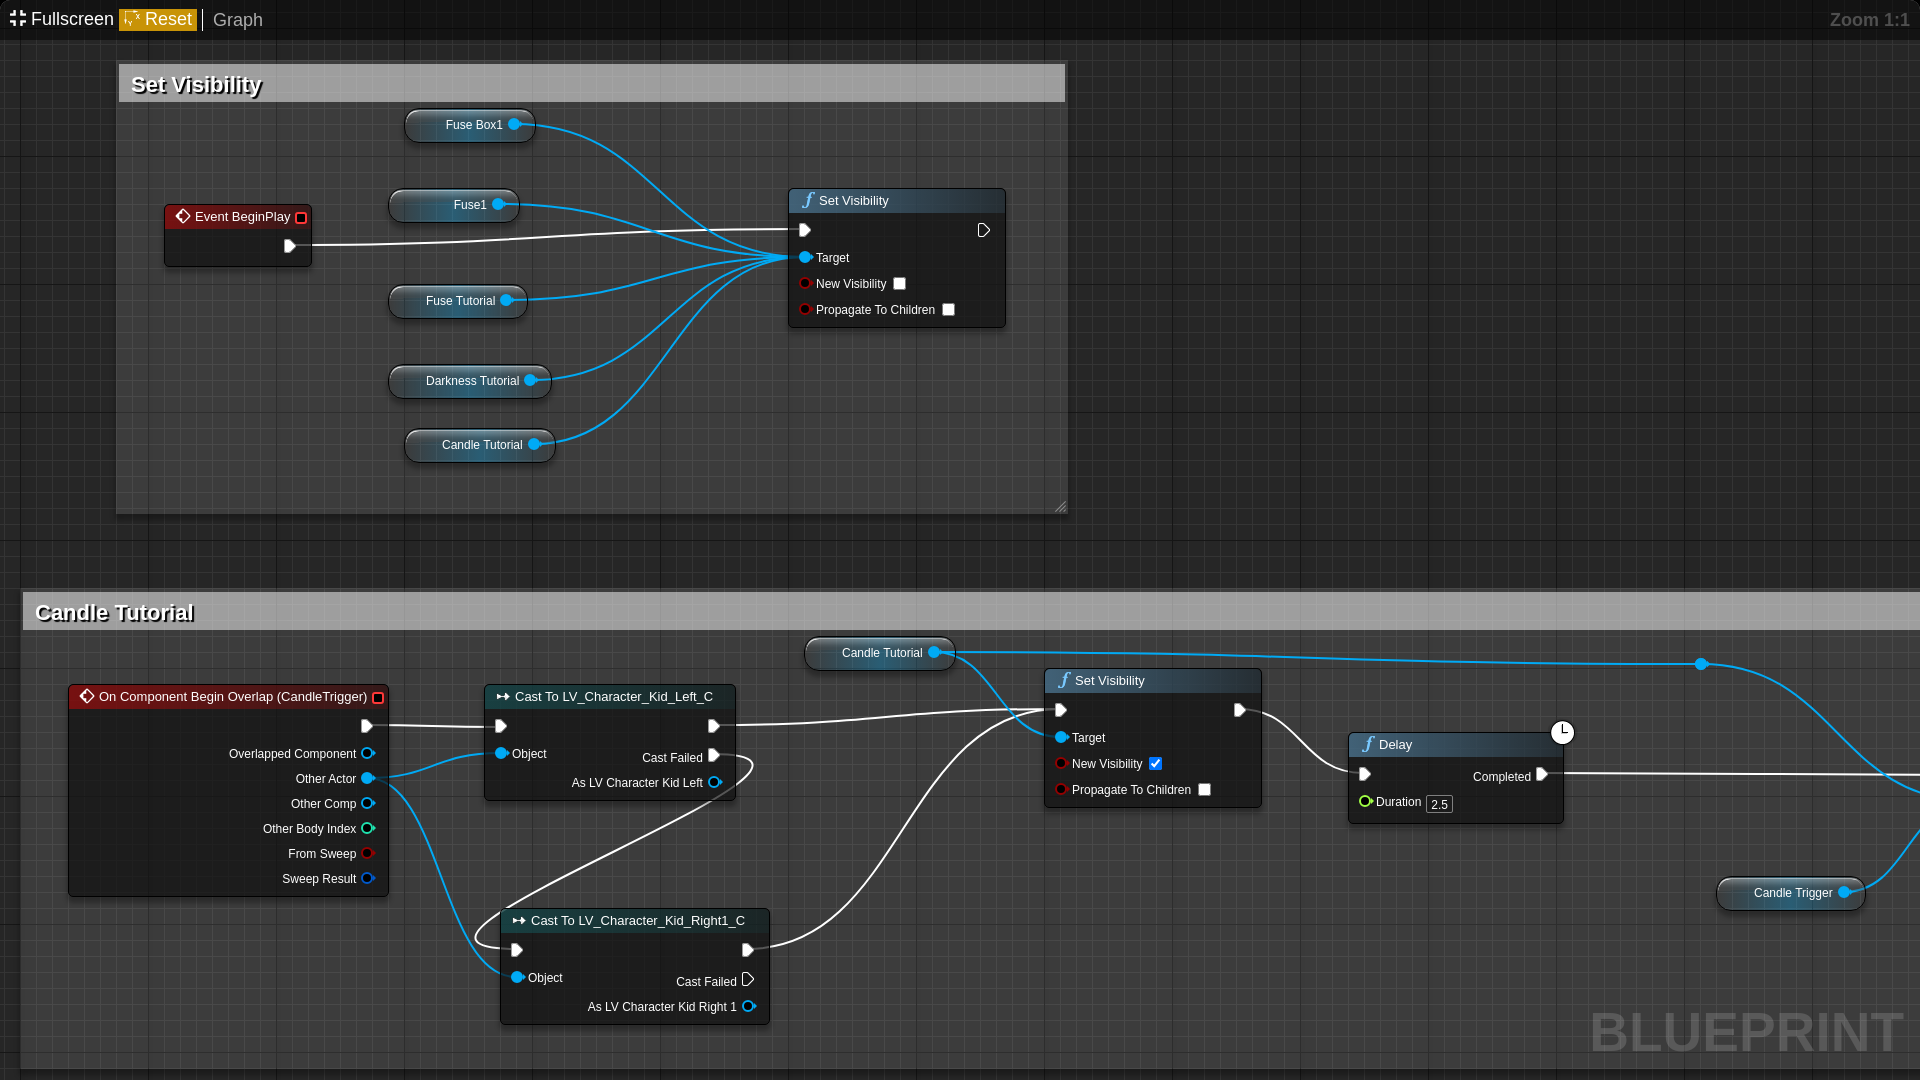 Fullscreen Reset Graph Zoom 1:1
Set Visibility
Fuse Box1
Fuse1
Event BeginPlay
Fuse Tutorial
Darkness Tutorial
Candle Tutorial
Set Visibility
Target
New Visibility
Propagate To Children
Candle Tutorial
Candle Tutorial
On Component Begin Overlap (CandleTrigger)
Overlapped Component
Other Actor
Other Comp
Other Body Index
From Sweep
Sweep Result
Cast To LV_Character_Kid_Left_C
Object
Cast Failed
As LV Character Kid Left
Cast To LV_Character_Kid_Right1_C
Object
Cast Failed
As LV Character Kid Right 1
Set Visibility
Target
New Visibility
Propagate To Children
Delay
Completed
Duration 2.5
Candle Trigger
BLUEPRINT